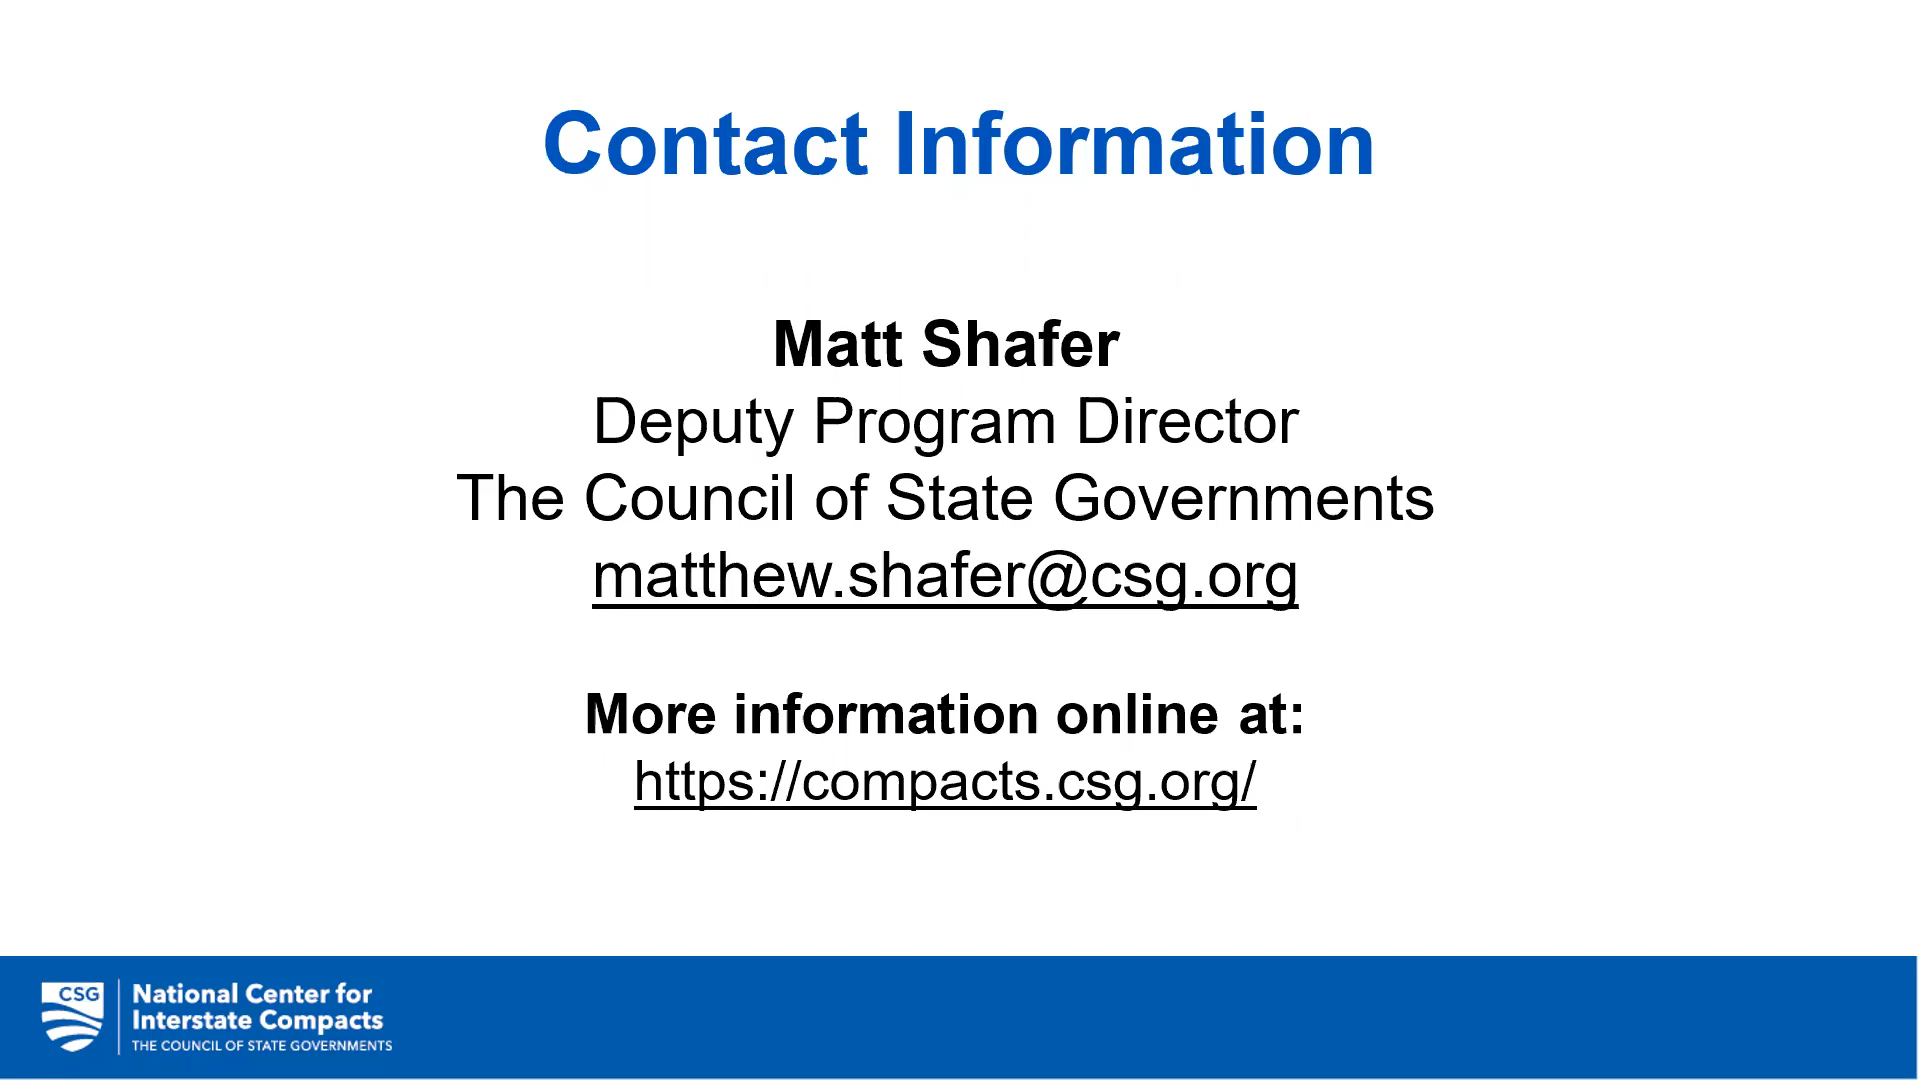 Contact Information
Matt Shafer
Deputy Program Director
The Council of State Governments
matthew.shafer@csg.org
More information online at:
https://compacts.csg.org/
CSG
National Center for
Interstate Compacts
THE COUNCIL OF STATE GOVERNMENTS